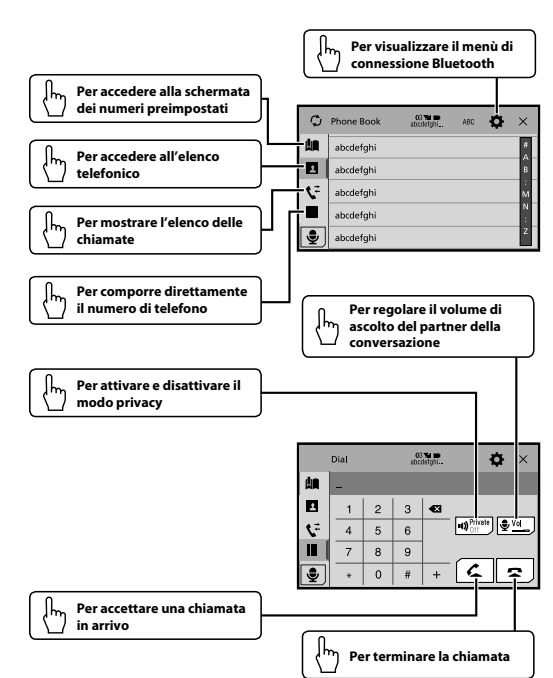 Per visualizzare il menù di
connessione Bluetooth
Per accedere alla schermata
dei numeri preimpostati
Per accedere all'elenco
telefonico
Per mostrare l'elenco delle
chiamate
Per comporre direttamente
il numero di telefono
Phone Book
03
abcdefghi...
ABC
abcdefghi
abcdefghi
abcdefghi
abcdefghi
abcdefghi
#
A
B
:
M
N
:
Z
Per regolare il volume di
ascolto del partner della
conversazione
Per attivare e disattivare il
modo privacy
Dial
03
abcdefghi...
_
1 2 3
4 5 6
7 8 9
* 0 # +
Private
Off
Vol
Per accettare una chiamata
in arrivo
Per terminare la chiamata